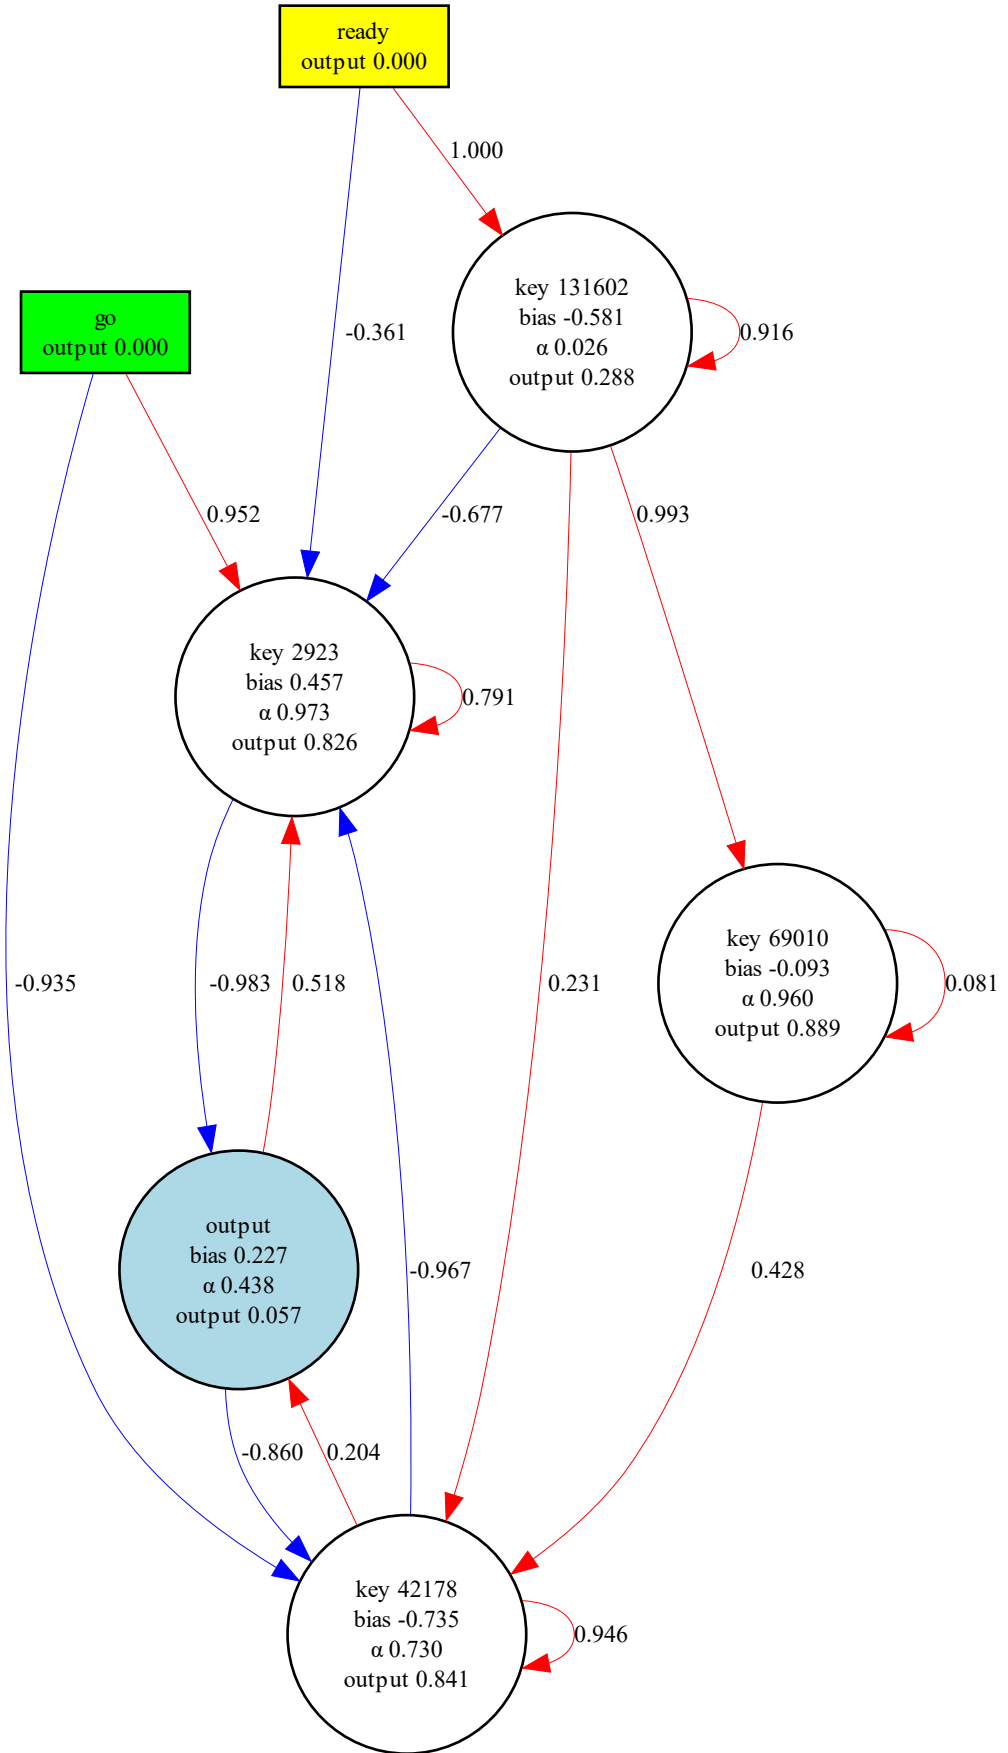 ready
output 0.000
1.000
key 131602
bias -0.581
α 0.026
output 0.288
0.916
go
output 0.000
-0.361
0.952
-0.677
0.993
key 2923
bias 0.457
α 0.973
output 0.826
0.791
key 69010
bias -0.093
α 0.960
output 0.889
0.081
-0.935
-0.983
0.518
0.231
output
bias 0.227
α 0.438
output 0.057
-0.967
0.428
-0.860
0.204
key 42178
bias -0.735
α 0.730
output 0.841
0.946